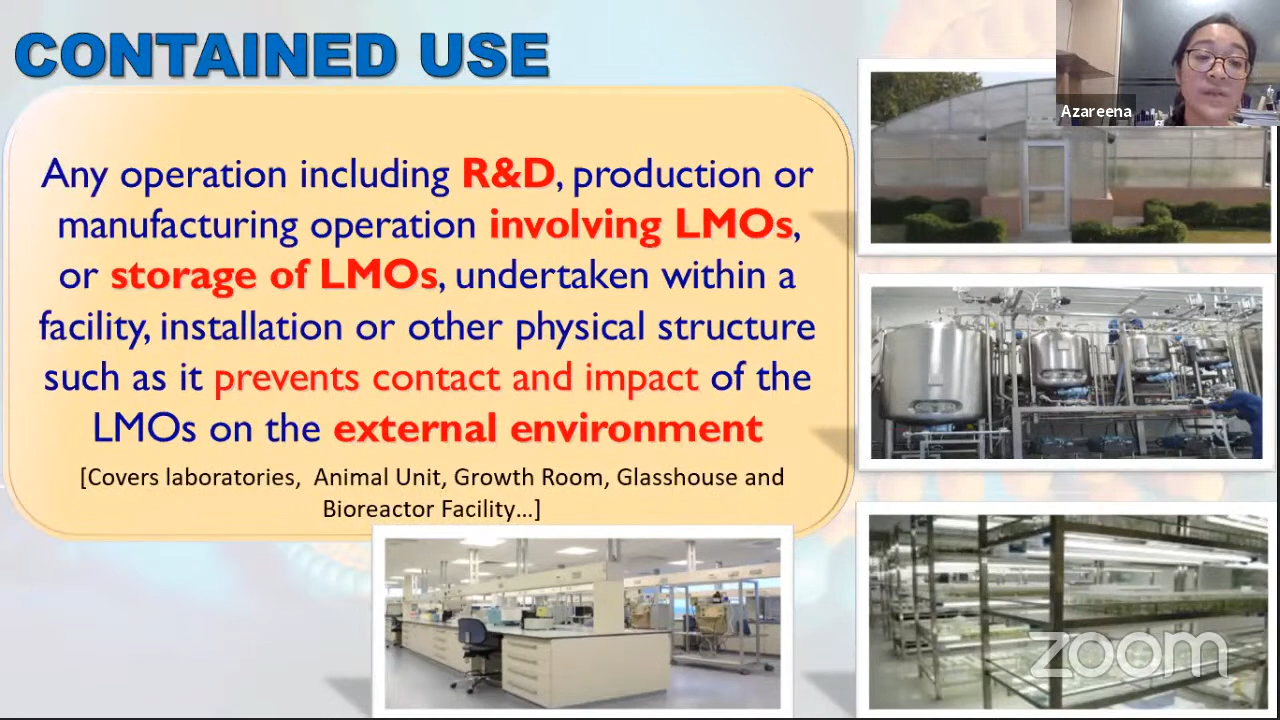 CONTAINED USE
Azareena
Any operation including R&D, production or
manufacturing operation involving LMOs,
or storage of LMOs, undertaken within a
facility, installation or other physical structure
such as it prevents contact and impact of the
LMOs on the external environment
[Covers laboratories,  Animal Unit, Growth Room, Glasshouse and
Bioreactor Facility...]
zoom